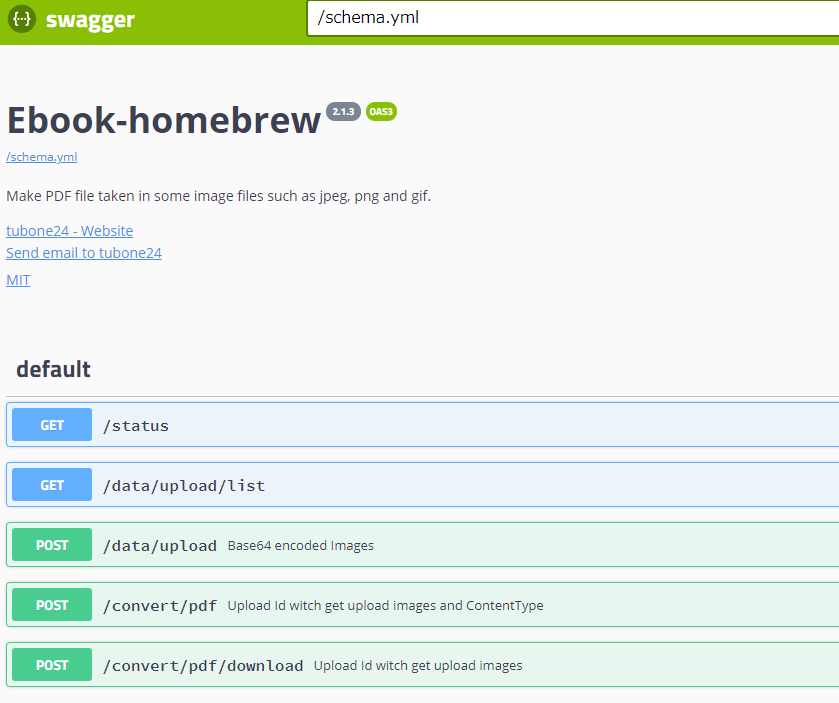 {··} swagger /schema.yml
Ebook-homebrew 2.1.3 OAS3
/schema.yml
Make PDF file taken in some image files such as jpeg, png and gif.
tubone24 - Website
Send email to tubone24
MIT
default
GET /status
GET /data/upload/list
POST /data/upload Base64 encoded Images
POST /convert/pdf Upload Id witch get upload images and ContentType
POST /convert/pdf/download Upload Id witch get upload images